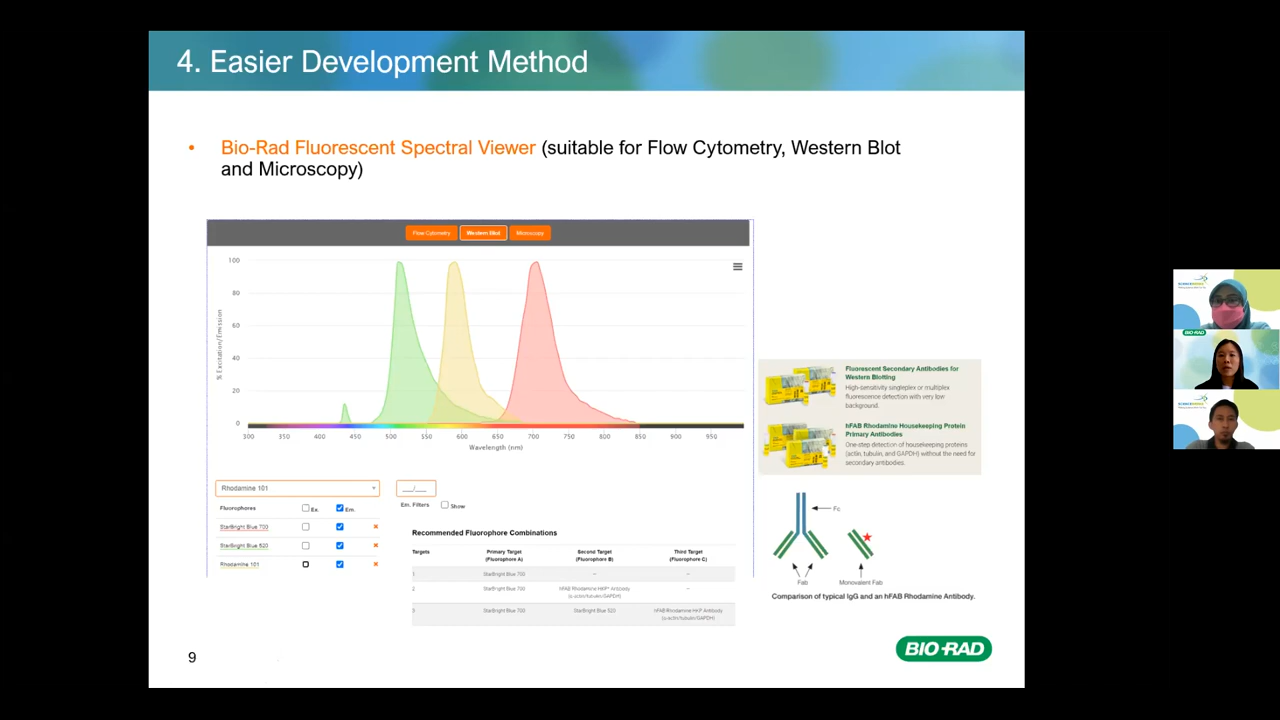 4. Easier Development Method
• Bio-Rad Fluorescent Spectral Viewer (suitable for Flow Cytometry, Western Blot
and Microscopy)
Flow Cytometry
Western Blot
Microscopy
% Excitation/Emission
100
80
60
40
20
0
300 350 400 450 500 550 600 650 700 750 800 850 900 950
Wavelength (nm)
Rhodamine 101
Fluorophores Ex. Em.
StarBright Blue 700
StarBright Blue 520
Rhodamine 101
__/__
Em. Filters Show
Recommended Fluorophore Combinations
Targets Primary Target (Fluorophore A) Second Target (Fluorophore B) Third Target (Fluorophore C)
1 StarBright Blue 700 -- --
2 StarBright Blue 700 hFAB Rhodamine HKP* Antibody --
(α-actin/tubulin/GAPDH)
3 StarBright Blue 700 StarBright Blue 520 hFAB Rhodamine HKP Antibody
(α-actin/tubulin/GAPDH)
Fluorescent Secondary Antibodies for
Western Blotting
High-sensitivity singleplex or multiplex
fluorescence detection with very low
background.
hFAB Rhodamine Housekeeping Protein
Primary Antibodies
One-step detection of housekeeping proteins
(actin, tubulin, and GAPDH) without the need for
secondary antibodies.
Fc
Fab
Monovalent Fab
Comparison of typical IgG and an hFAB Rhodamine Antibody.
9
BIO-RAD
BIO-RAD